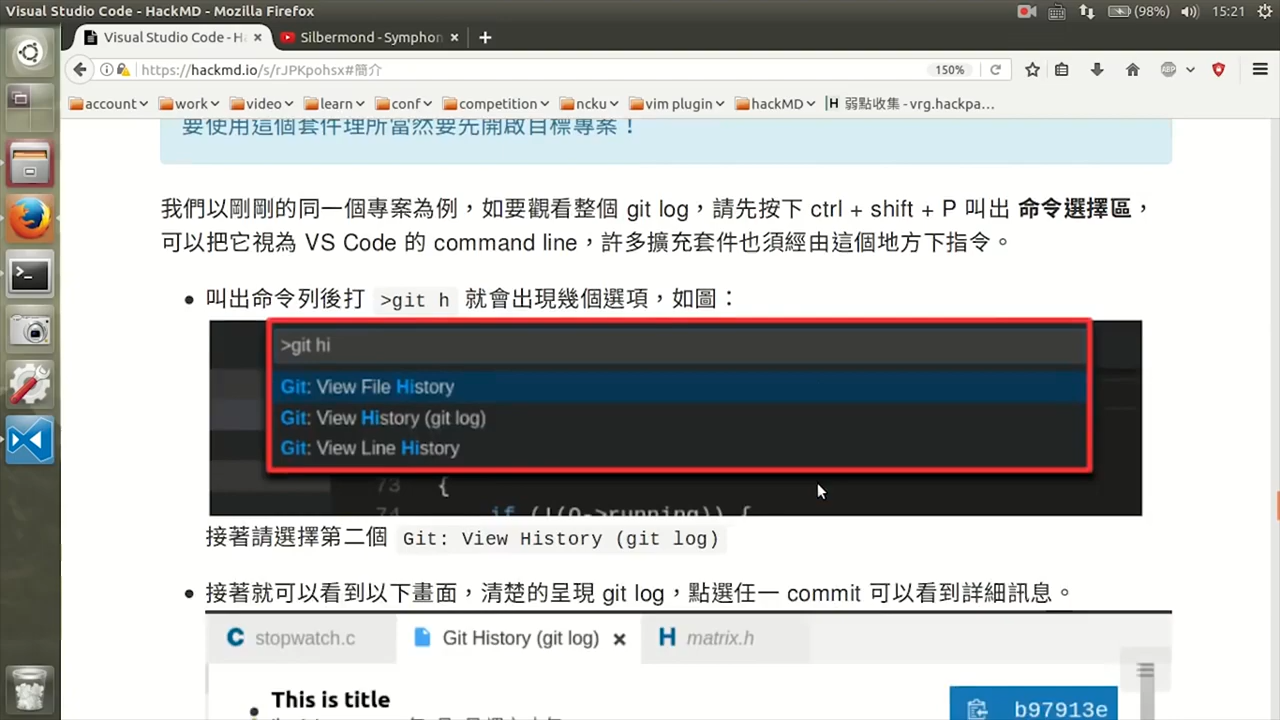 Visual Studio Code - HackMD - Mozilla Firefox
(98%) 15:21
Visual Studio Code - Ha × Silbermond - Symphon × +
https://hackmd.io/s/rJPKpohsx#簡介 150%
account work video learn conf competition ncku vim plugin hackMD 弱點收集 - vrg.hackpa…
要使用這個套件理所當然要先開啟目標專案！
我們以剛剛的同一個專案為例，如要觀看整個 git log，請先按下 ctrl + shift + P 叫出 命令選擇區，
可以把它視為 VS Code 的 command line，許多擴充套件也須經由這個地方下指令。
叫出命令列後打 >git h 就會出現幾個選項，如圖：
>git hi
Git: View File History
Git: View History (git log)
Git: View Line History
73 {
74 if (!(Q->running)) {
接著請選擇第二個 Git: View History (git log)
接著就可以看到以下畫面，清楚的呈現 git log，點選任一 commit 可以看到詳細訊息。
C stopwatch.c Git History (git log) × H matrix.h
This is title
b97913e